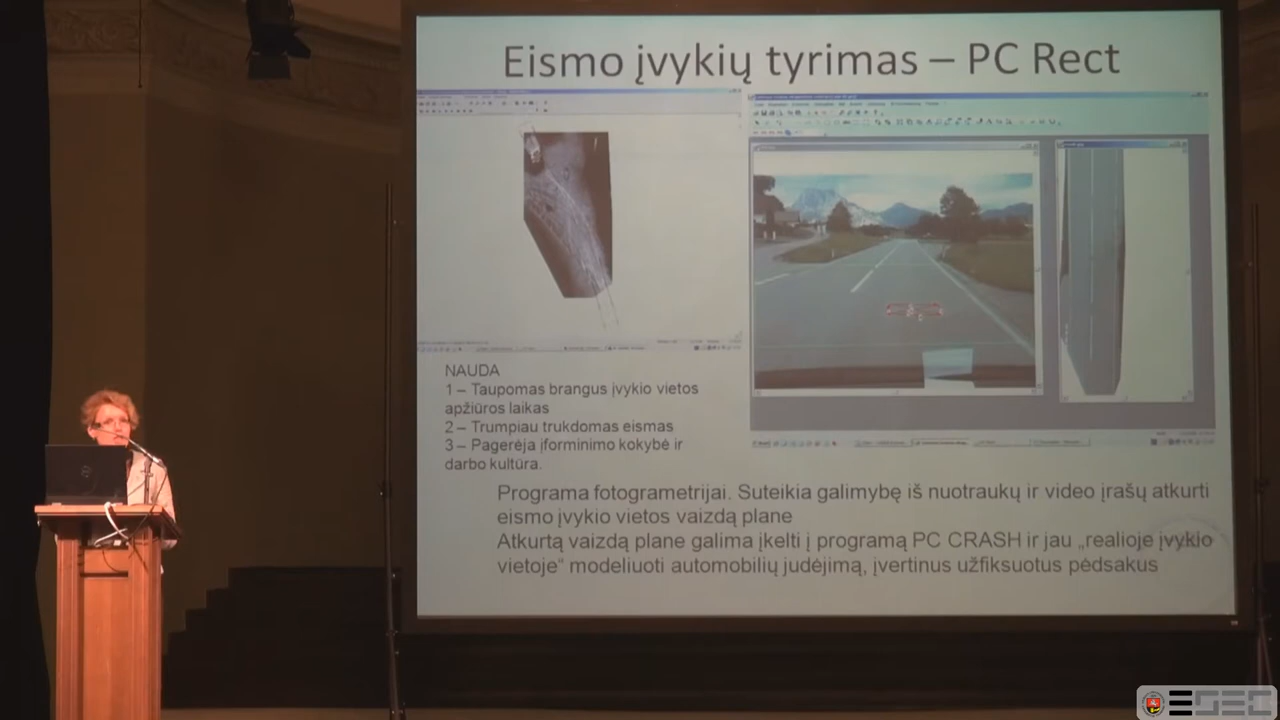 Eismo įvykių tyrimas – PC Rect
NAUDA
1 – Taupomas brangus įvykio vietos
apžiūros laikas
2 – Trumpiau trukdomas eismas
3 – Pagerėja įforminimo kokybė ir
darbo kultūra.
Programa fotogrametrijai. Suteikia galimybę iš nuotraukų ir video įrašų atkurti
eismo įvykio vietos vaizdą plane
Atkurtą vaizdą plane galima įkelti į programą PC CRASH ir jau „realioje įvykio
vietoje“ modeliuoti automobilių judėjimą, įvertinus užfiksuotus pėdsakus